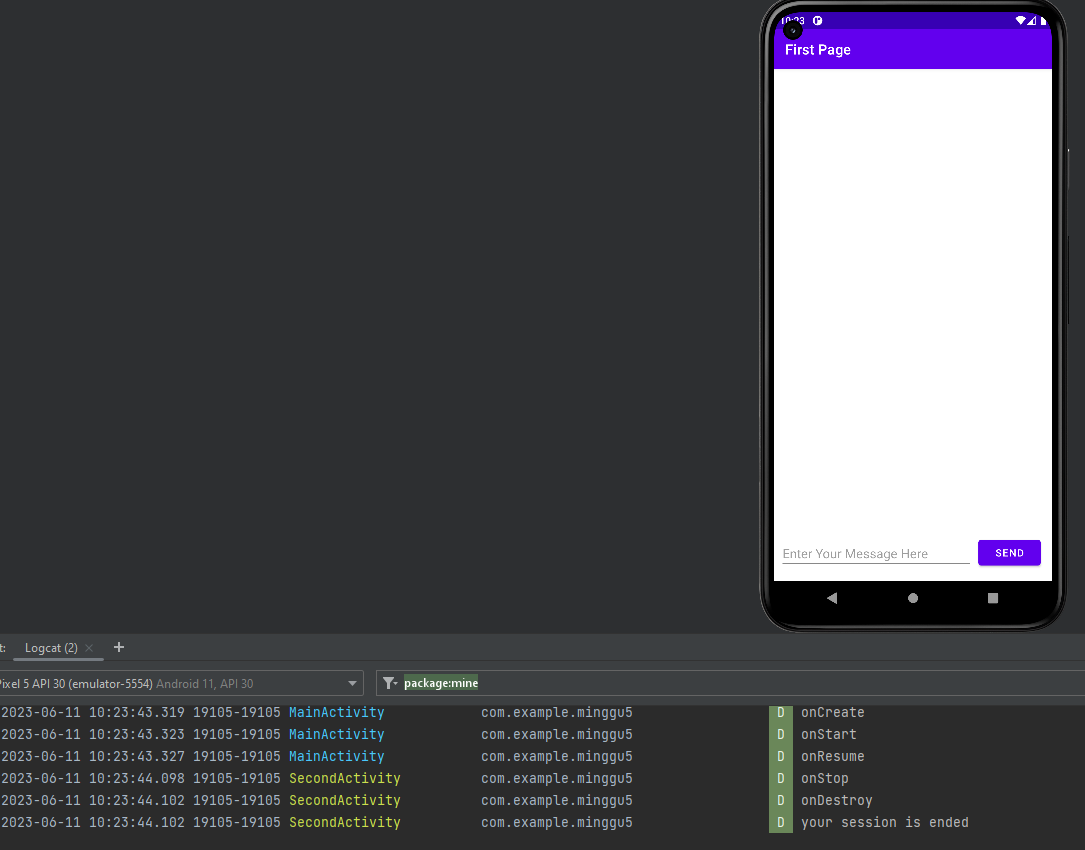 10:23
First Page
Enter Your Message Here
SEND
t:
Logcat (2)
Pixel 5 API 30 (emulator-5554) Android 11, API 30
package:mine
2023-06-11 10:23:43.319 19105-19105 MainActivity com.example.minggu5 D onCreate
2023-06-11 10:23:43.323 19105-19105 MainActivity com.example.minggu5 D onStart
2023-06-11 10:23:43.327 19105-19105 MainActivity com.example.minggu5 D onResume
2023-06-11 10:23:44.098 19105-19105 SecondActivity com.example.minggu5 D onStop
2023-06-11 10:23:44.102 19105-19105 SecondActivity com.example.minggu5 D onDestroy
2023-06-11 10:23:44.102 19105-19105 SecondActivity com.example.minggu5 D your session is ended